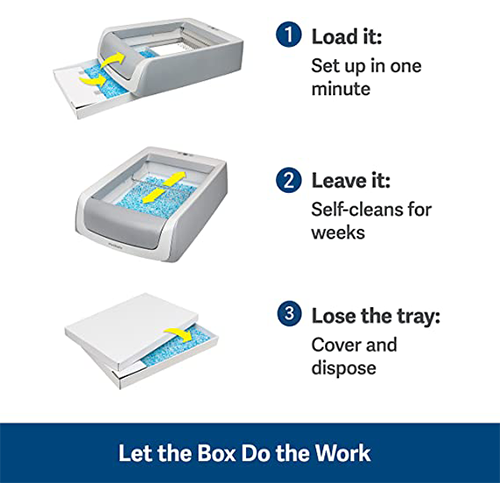 1 Load it:
Set up in one
minute
2 Leave it:
Self-cleans for
weeks
3 Lose the tray:
Cover and
dispose
Let the Box Do the Work